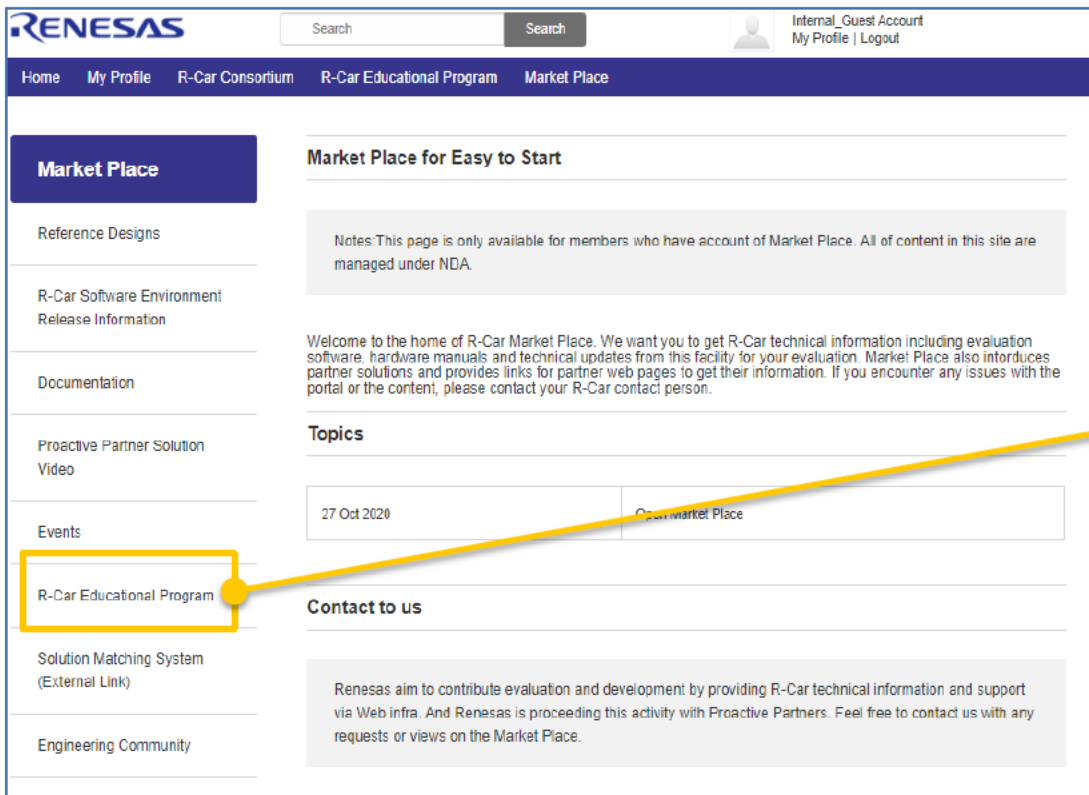 RENESAS
Search
Search
Internal_Guest Account
My Profile | Logout
Home My Profile R-Car Consortium R-Car Educational Program Market Place
Market Place
Reference Designs
R-Car Software Environment
Release Information
Documentation
Proactive Partner Solution
Video
Events
R-Car Educational Program
Solution Matching System
(External Link)
Engineering Community
Market Place for Easy to Start
Notes:This page is only available for members who have account of Market Place. All of content in this site are
managed under NDA.
Welcome to the home of R-Car Market Place. We want you to get R-Car technical information including evaluation
software, hardware manuals and technical updates from this facility for your evaluation. Market Place also intorduces
partner solutions and provides links for partner web pages to get their information. If you encounter any issues with the
portal or the content, please contact your R-Car contact person.
Topics
27 Oct 2020 Open Market Place
Contact to us
Renesas aim to contribute evaluation and development by providing R-Car technical information and support
via Web infra. And Renesas is proceeding this activity with Proactive Partners. Feel free to contact us with any
requests or views on the Market Place.